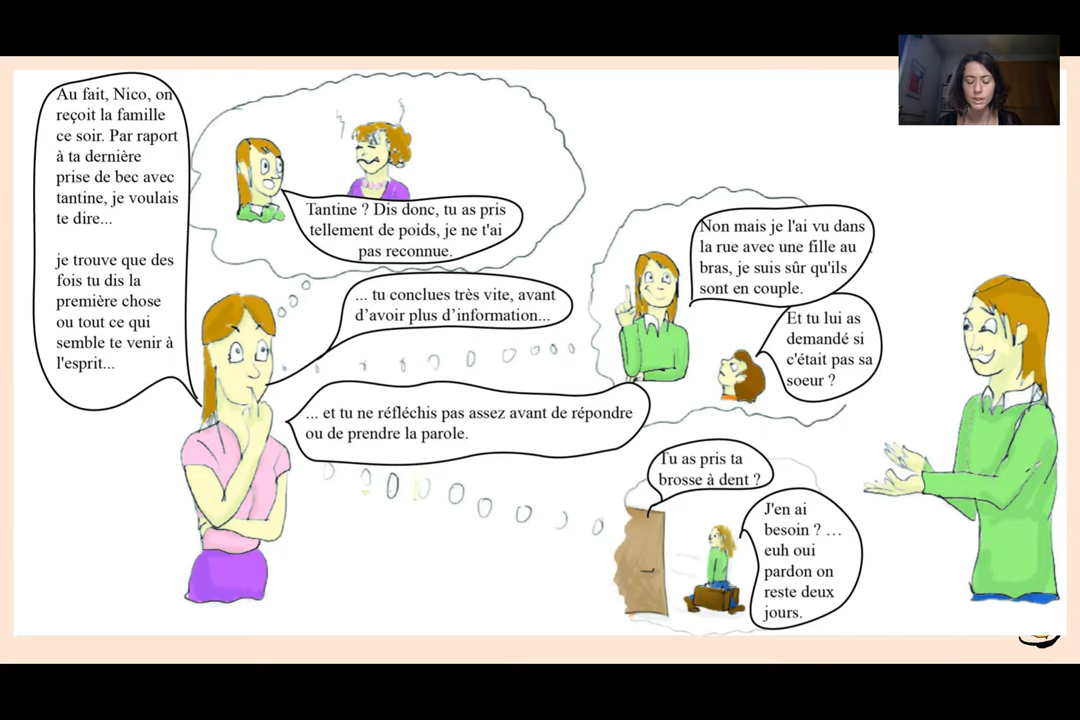 Au fait, Nico, on
reçoit la famille
ce soir. Par raport
à ta dernière
prise de bec avec
tantine, je voulais
te dire...
je trouve que des
fois tu dis la
première chose
ou tout ce qui
semble te venir à
l'esprit...
Tantine ? Dis donc, tu as pris
tellement de poids, je ne t'ai
pas reconnue.
... tu conclues très vite, avant
d'avoir plus d'information...
Non mais je l'ai vu dans
la rue avec une fille au
bras, je suis sûr qu'ils
sont en couple.
Et tu lui as
demandé si
c'était pas sa
soeur ?
... et tu ne réfléchis pas assez avant de répondre
ou de prendre la parole.
Tu as pris ta
brosse à dent ?
J'en ai
besoin ? ...
euh oui
pardon on
reste deux
jours.